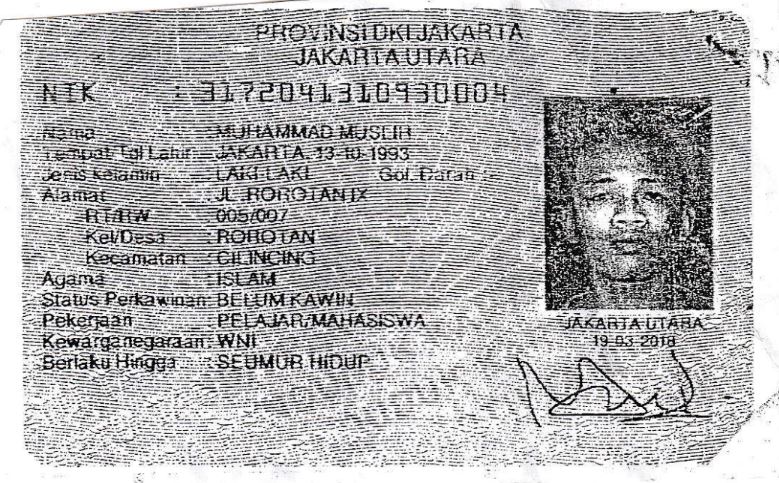 PROVINSI DKI JAKARTA
JAKARTA UTARA
NIK : 3172041310930004
Nama : MUHAMMAD
Tempat/Tgl Lahir : JAKARTA, 13-10-1993
Jenis Kelamin : LAKI-LAKI Gol. Darah : -
Alamat : JL. ROROTAN IX
RT/RW : 005/007
Kel/Desa : ROROTAN
Kecamatan : CILINCING
Agama : ISLAM
Status Perkawinan: BELUM KAWIN
Pekerjaan : PELAJAR/MAHASISWA
Kewarganegaraan: WNI
Berlaku Hingga : SEUMUR HIDUP
JAKARTA UTARA
19-03-2018